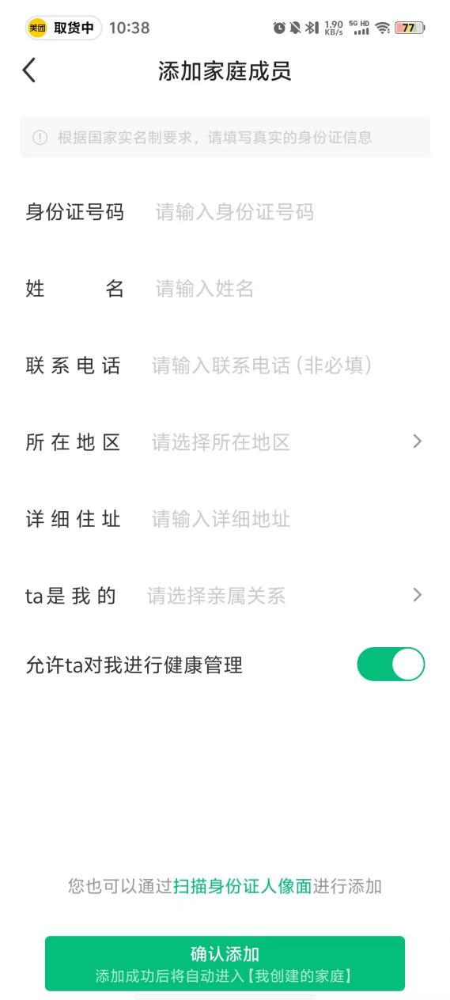 美团 取货中 10:38 1.90 KB/s 5G HD 77
添加家庭成员
根据国家实名制要求，请填写真实的身份证信息
身份证号码 请输入身份证号码
姓名 请输入姓名
联系电话 请输入联系电话(非必填)
所在地区 请选择所在地区
详细住址 请输入详细地址
ta是我的 请选择亲属关系
允许ta对我进行健康管理
您也可以通过扫描身份证人像面进行添加
确认添加
添加成功后将自动进入【我创建的家庭】